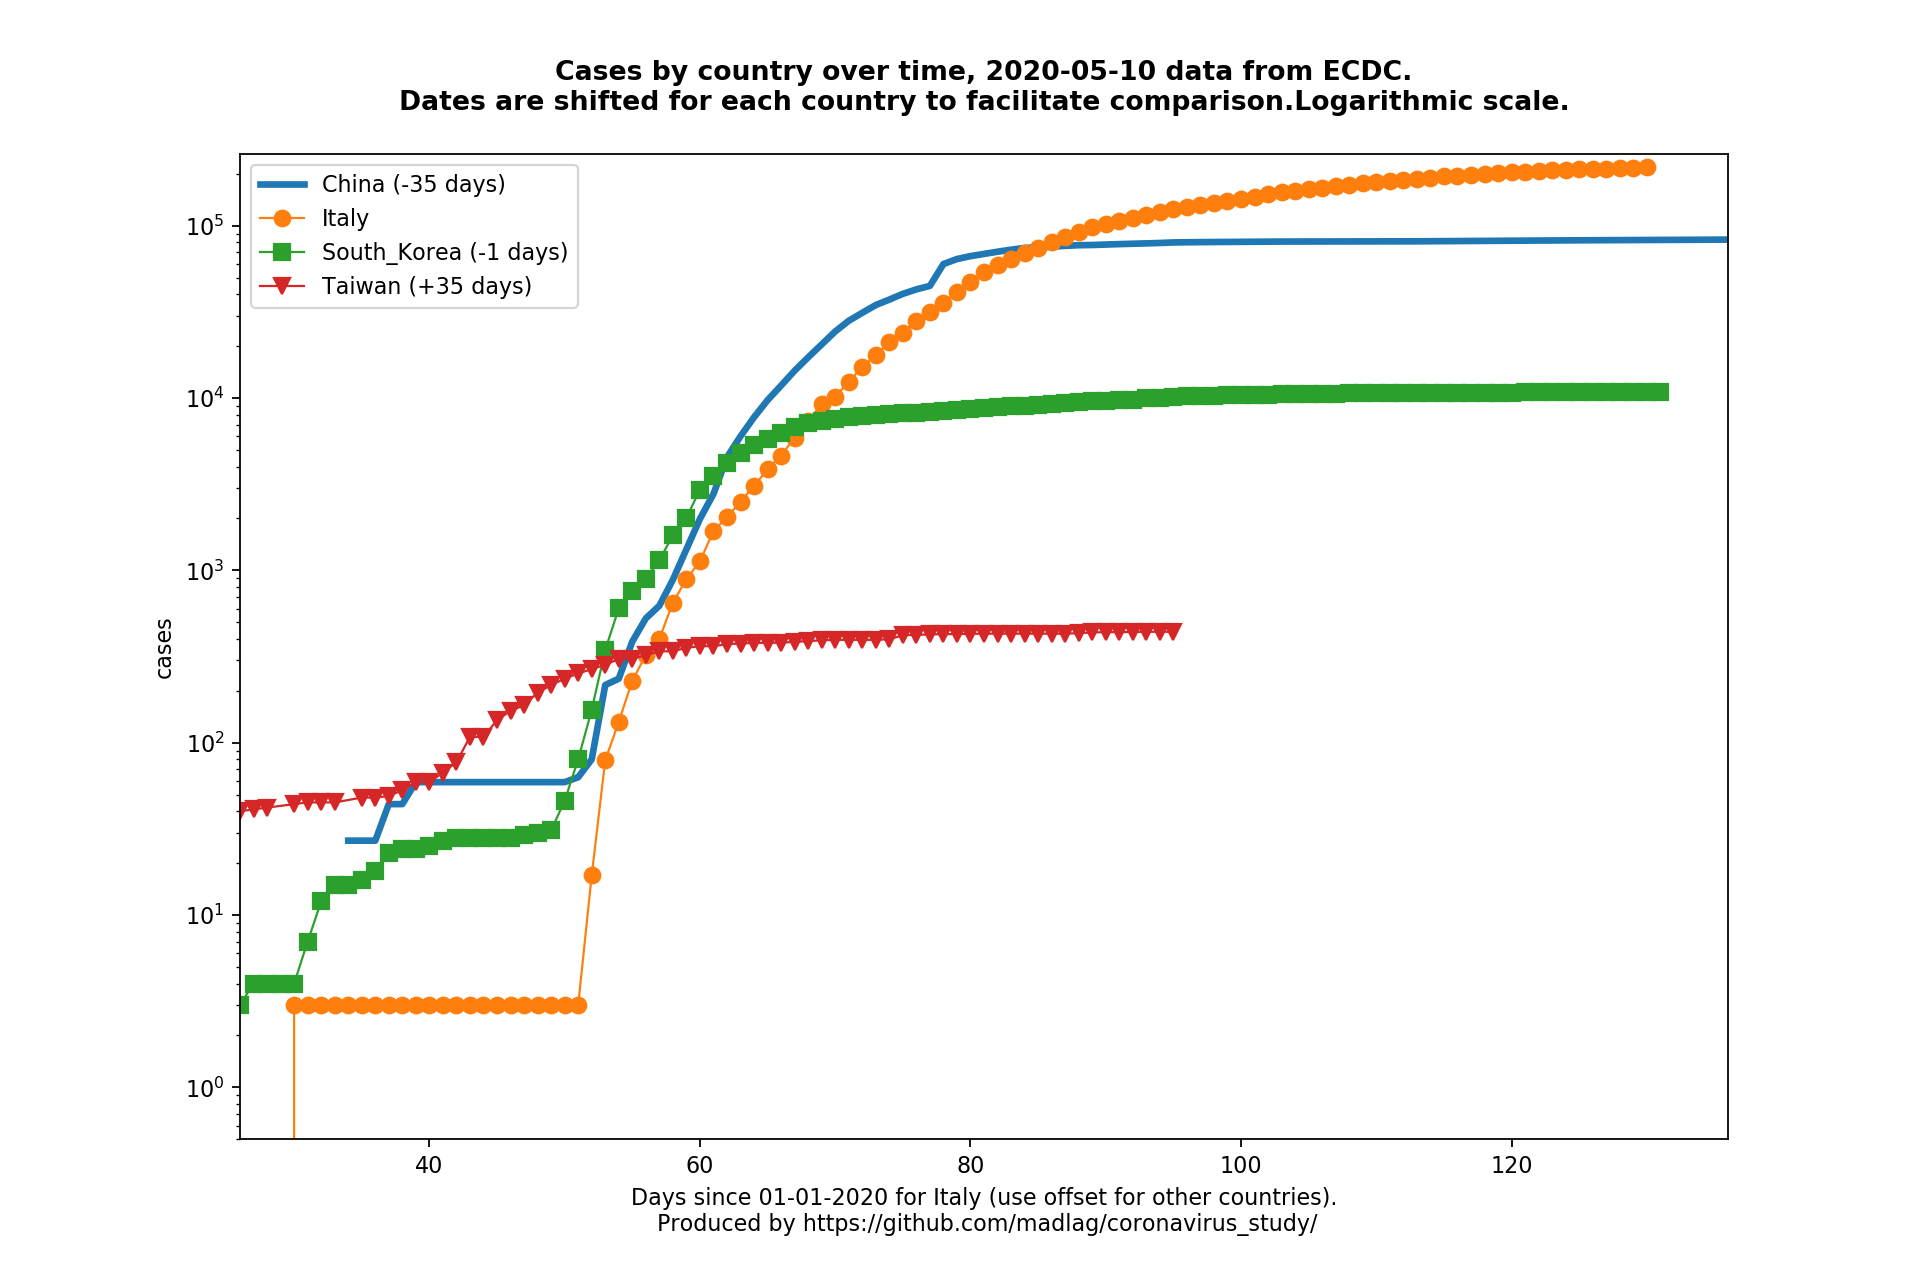 Cases by country over time, 2020-05-10 data from ECDC.
Dates are shifted for each country to facilitate comparison.Logarithmic scale.
China (-35 days)
Italy
South_Korea (-1 days)
Taiwan (+35 days)
10⁵
10⁴
10³
10²
10¹
10⁰
cases
40 60 80 100 120
Days since 01-01-2020 for Italy (use offset for other countries).
Produced by https://github.com/madlag/coronavirus_study/